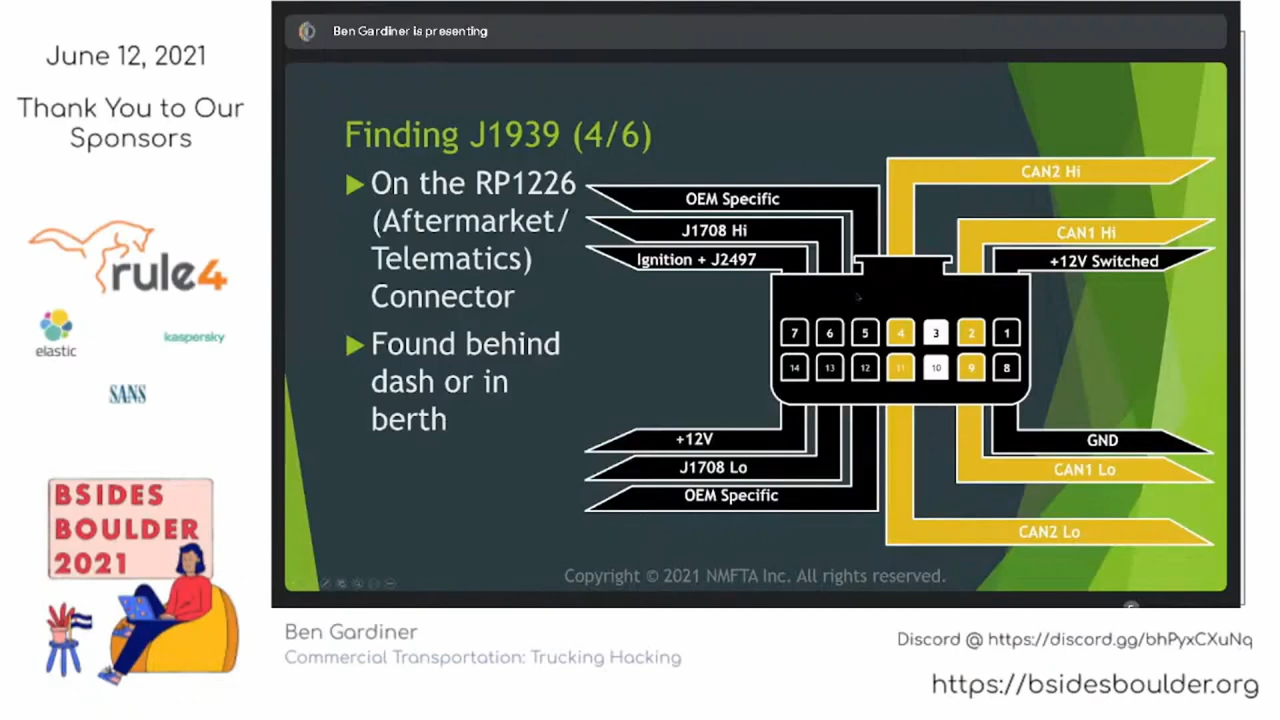 June 12, 2021
Thank You to Our
Sponsors
rule4
elastic
kaspersky
SANS
BSIDES
BOULDER
2021
Ben Gardiner is presenting
Finding J1939 (4/6)
On the RP1226
(Aftermarket/
Telematics)
Connector
Found behind
dash or in
berth
OEM Specific
J1708 Hi
Ignition + J2497
CAN2 Hi
CAN1 Hi
+12V Switched
7 6 5 4 3 2 1
14 13 12 11 10 9 8
+12V
J1708 Lo
OEM Specific
GND
CAN1 Lo
CAN2 Lo
Copyright © 2021 NMFTA Inc. All rights reserved.
Ben Gardiner
Commercial Transportation: Trucking Hacking
Discord @ https://discord.gg/bhPyxCXuNq
https://bsidesboulder.org